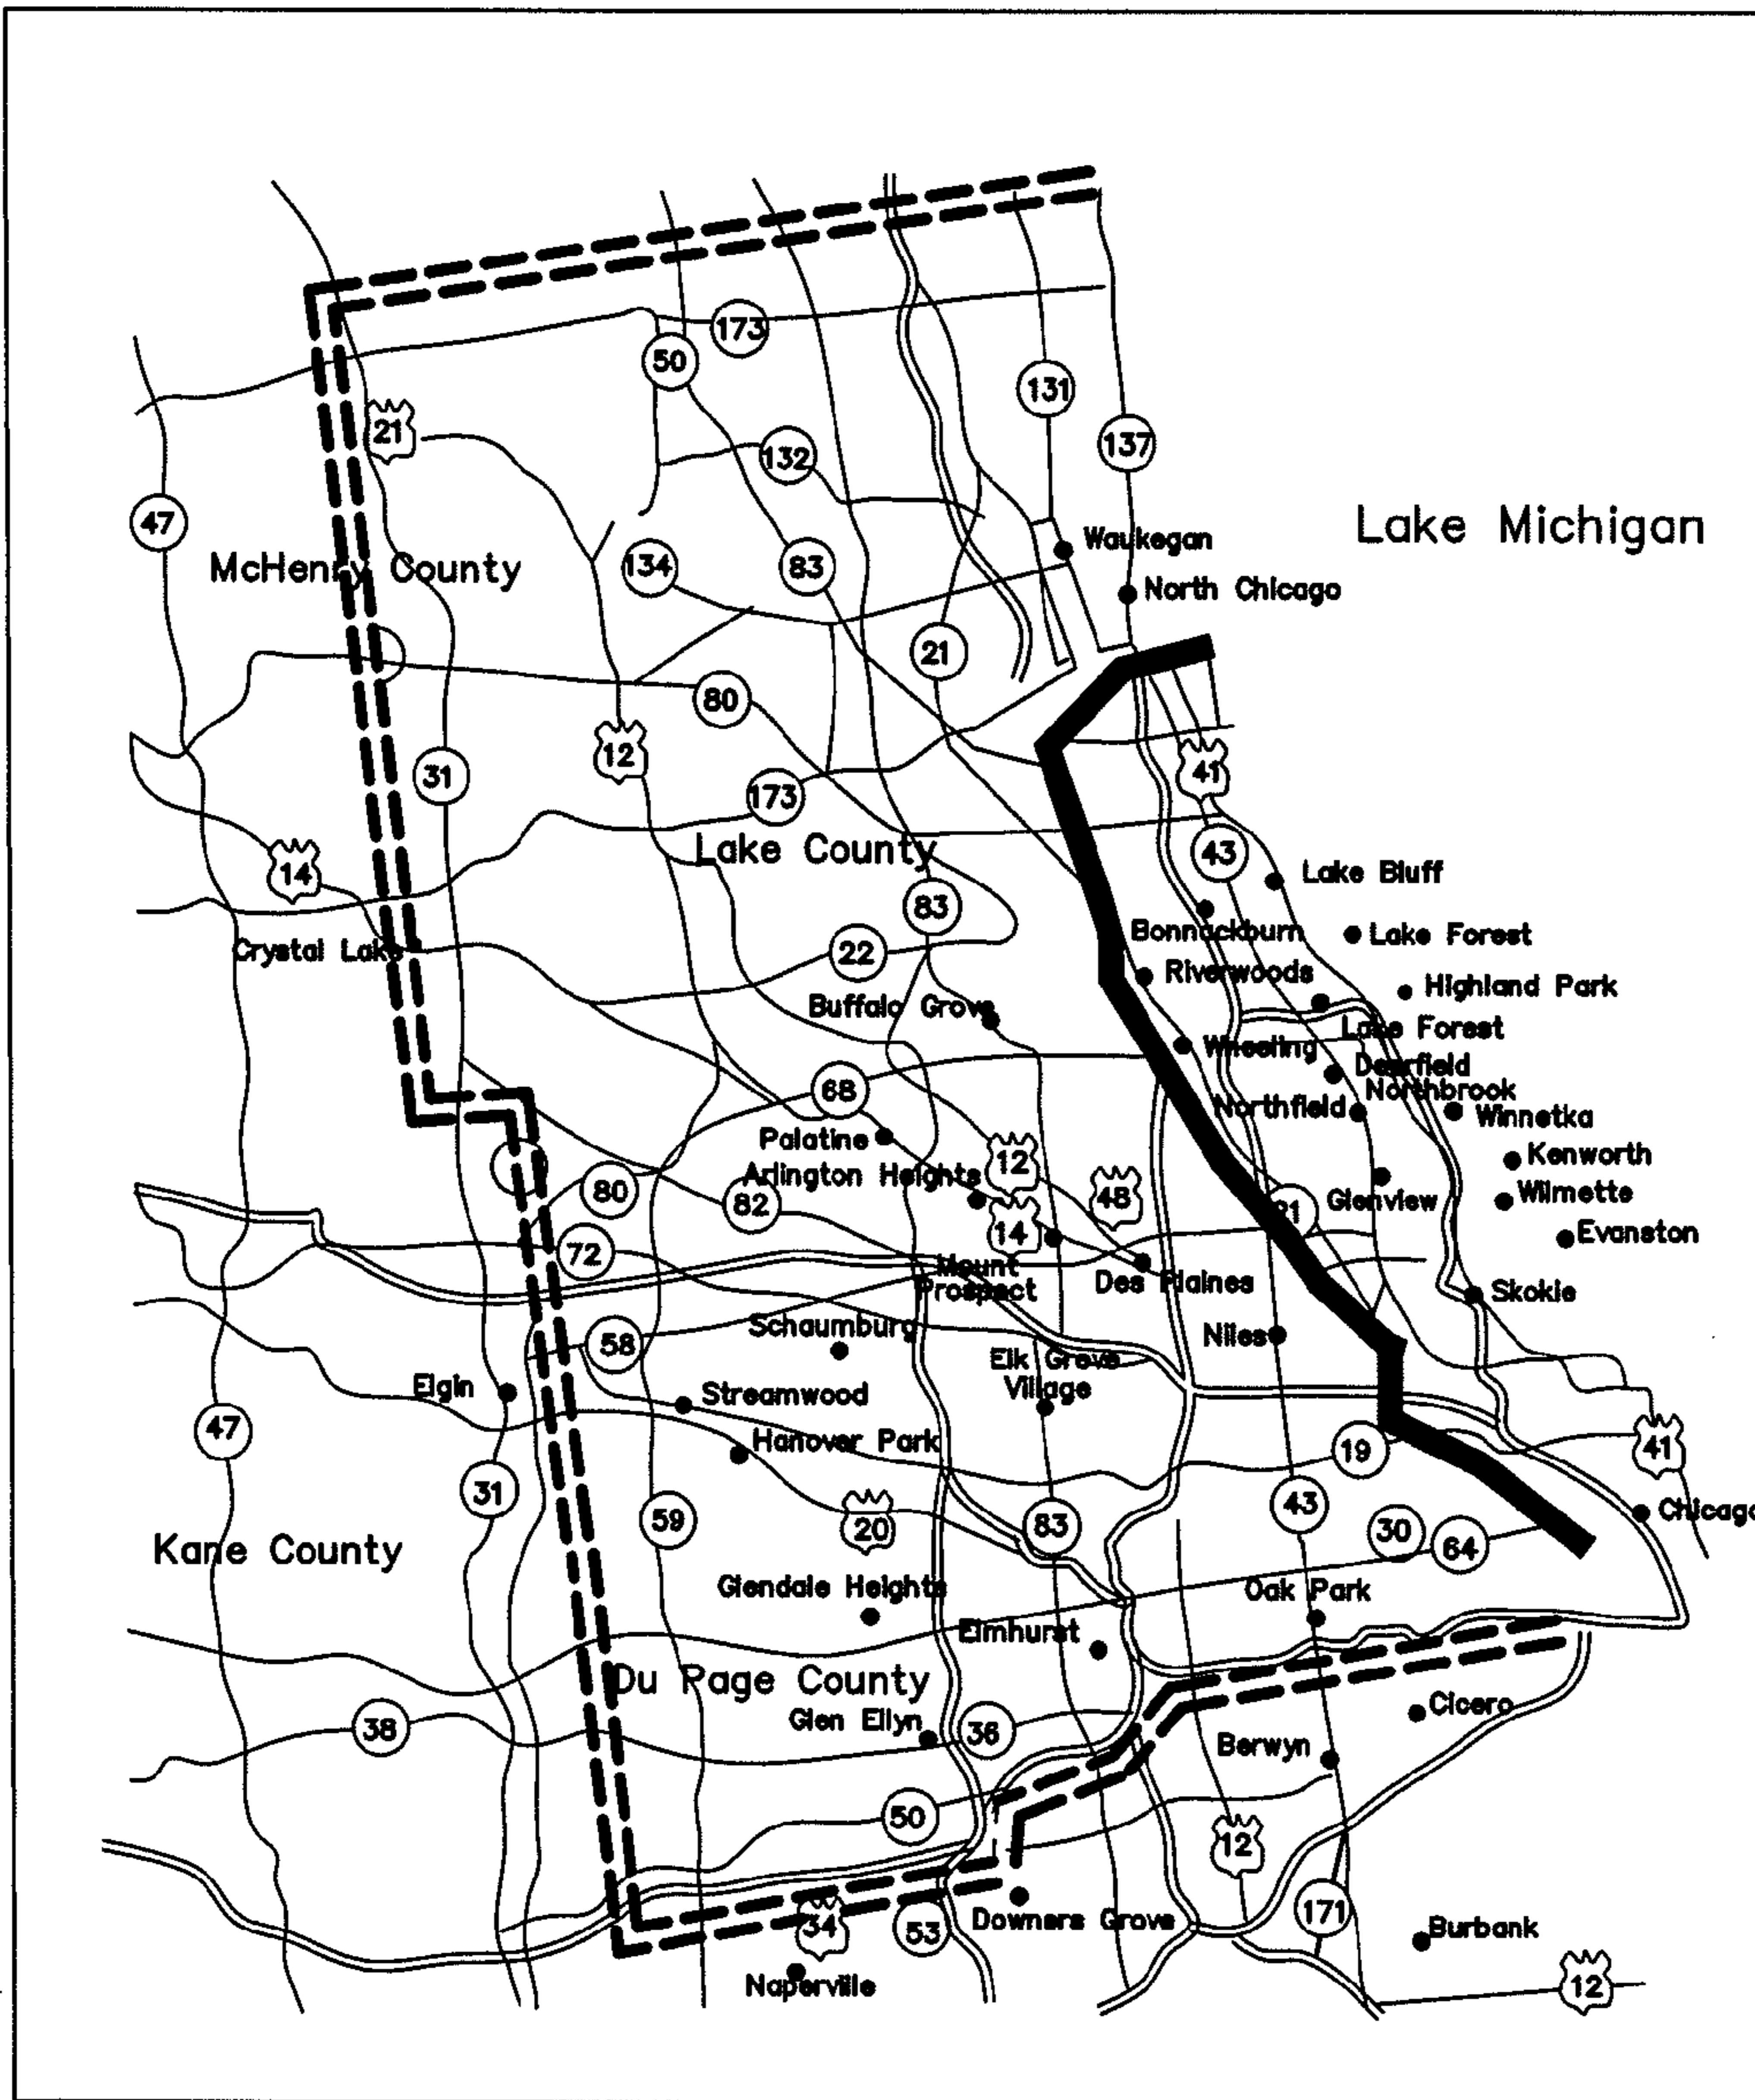 173
50
131
21
137
132
47
Lake Michigan
Waukegan
McHenry County
134
83
North Chicago
21
80
12
31
41
173
Lake County
43
14
Lake Bluff
83
Bonnackburn
Lake Forest
Crystal Lake
22
Riverwoods
Highland Park
Buffalo Grove
Lake Forest
Wheeling
Deerfield
68
Northbrook
Northfield
Winnetka
Palatine
12
Kenworth
Arlington Heights
80
82
48
Glenview
Wilmette
21
14
Evanston
72
Mount
Prospect
Des Plaines
Skokie
Schaumburg
58
Niles
Elk Grove
Village
Elgin
Streamwood
47
Hanover Park
19
41
31
43
59
20
83
30
64
Chicago
Kane County
Glendale Heights
Oak Park
Elmhurst
Du Page County
Cicero
Glen Ellyn
38
36
Berwyn
50
12
171
34
53
Downers Grove
Burbank
Naperville
12